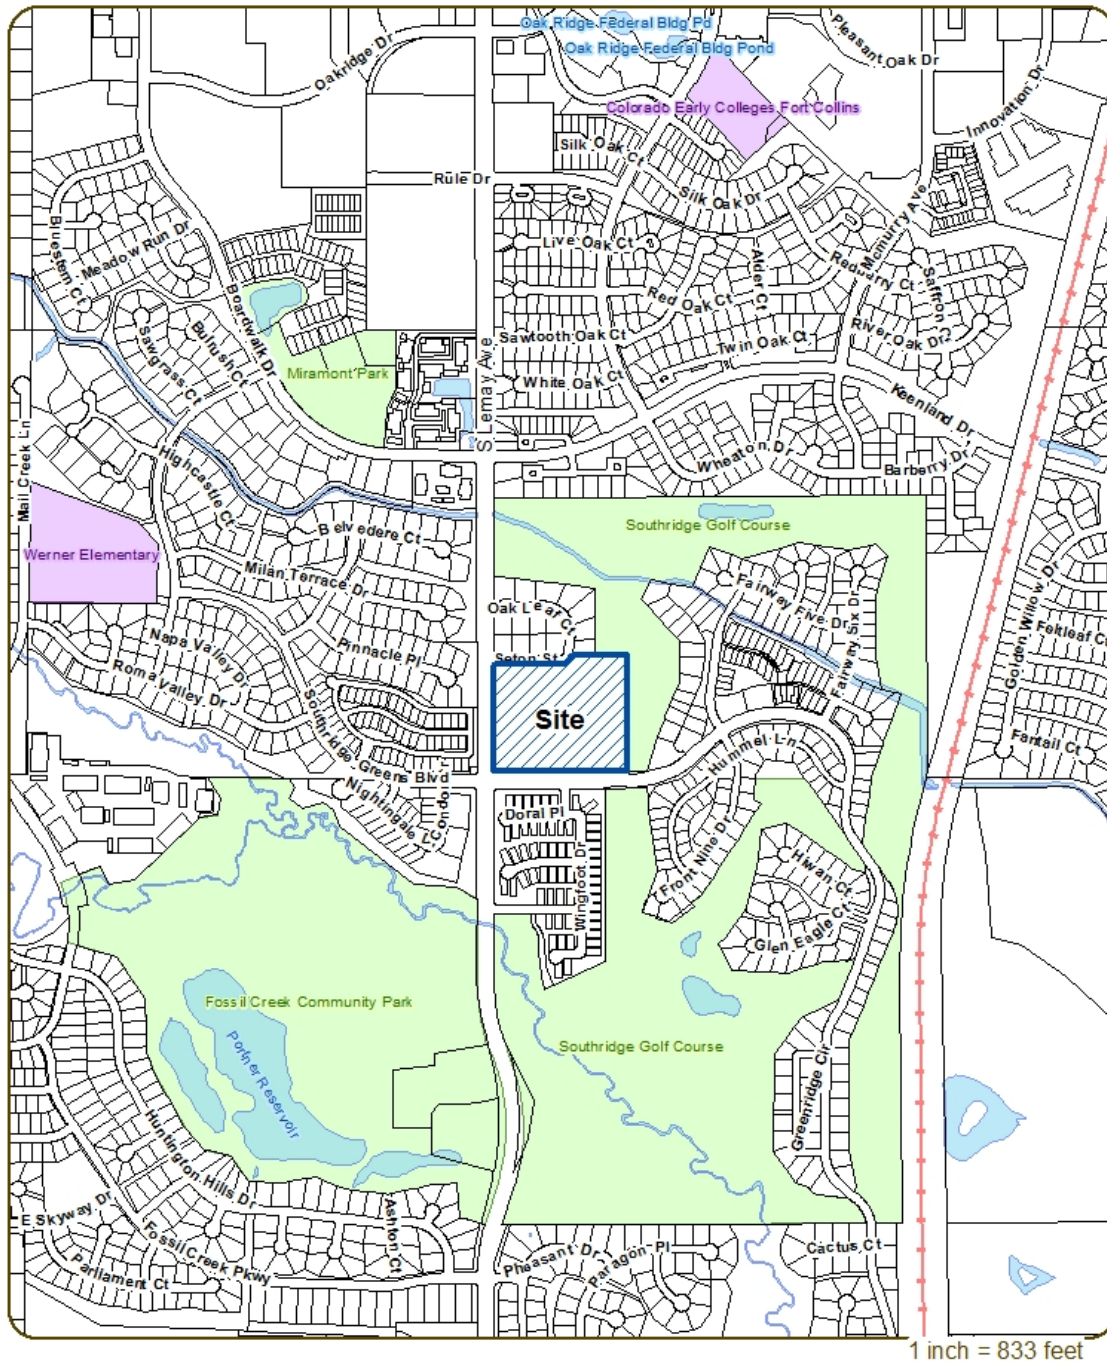 Oak Ridge Federal Bldg Pd
Pleasant Oak Dr
Oakridge Dr
Oak Ridge Federal Bldg Pond
Innovation Dr
Colorado Early Colleges Fort Collins
Silk Oak Ct
Rule Dr
Silk Oak Dr
Mcmurry Ave
Bluestem Ct
Meadow Run Dr
Live Oak Ct
Alder Ct
Redberry Ct
Saffron Ct
Red Oak Ct
Boardwalk Dr
Sawgrass Ct
Bulrush Ct
Sawtooth Oak Ct
Twin Oak Ct
River Oak Dr
S Lemay Ave
Miramont Park
White Oak Ct
Keenland Dr
Mail Creek Ln
Highcastle Ct
Wheaton Dr
Barberry Dr
Southridge Golf Course
Belvedere Ct
Werner Elementary
Milan Terrace Dr
Fairway Five Dr
Fairway Six Dr
Golden Willow Dr
Oak Leaf Ct
Feltleaf Ct
Napa Valley Dr
Pinnacle Pl
Seton St
Roma Valley Dr
Site
Southridge Greens Blvd
Hummel Ln
Fantail Ct
Nightingale Dr
Condor Dr
Doral Pl
Wingfoot Dr
Front Nine Dr
Hiwan Ct
Glen Eagle Ct
Fossil Creek Community Park
Portner Reservoir
Southridge Golf Course
Greenridge Cir
Huntington Hills Dr
E Skyway Dr
Ashton Ct
Fossil Creek Pkwy
Parliament Ct
Pheasant Dr
Paragon Pl
Cactus Ct
1 inch = 833 feet